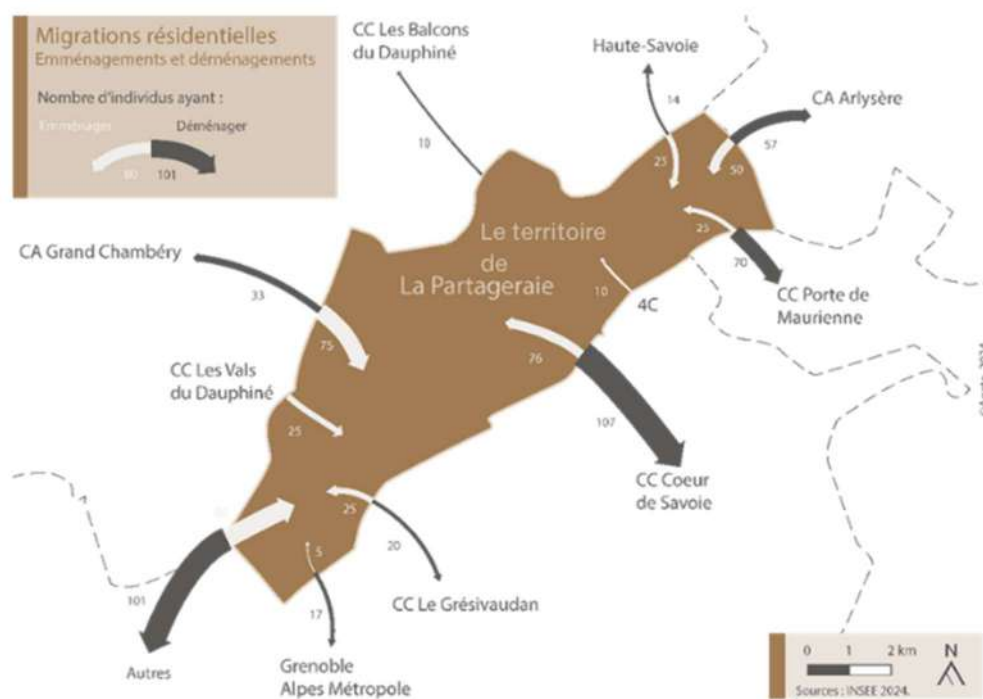 Migrations résidentielles
Emménagements et déménagements
Nombre d'individus ayant :
Emménager
Déménager
80
101
CC Les Balcons
du Dauphiné
10
Haute-Savoie
14
25
CA Arlysère
57
50
CA Grand Chambéry
33
75
Le territoire
de
La Partageraie
25
70
CC Porte de
Maurienne
10
4C
CC Les Vals
du Dauphiné
25
76
107
CC Coeur
de Savoie
25
20
CC Le Grésivaudan
5
17
Grenoble
Alpes Métropole
101
Autres
0 1 2 km
N
Sources : INSEE 2024.